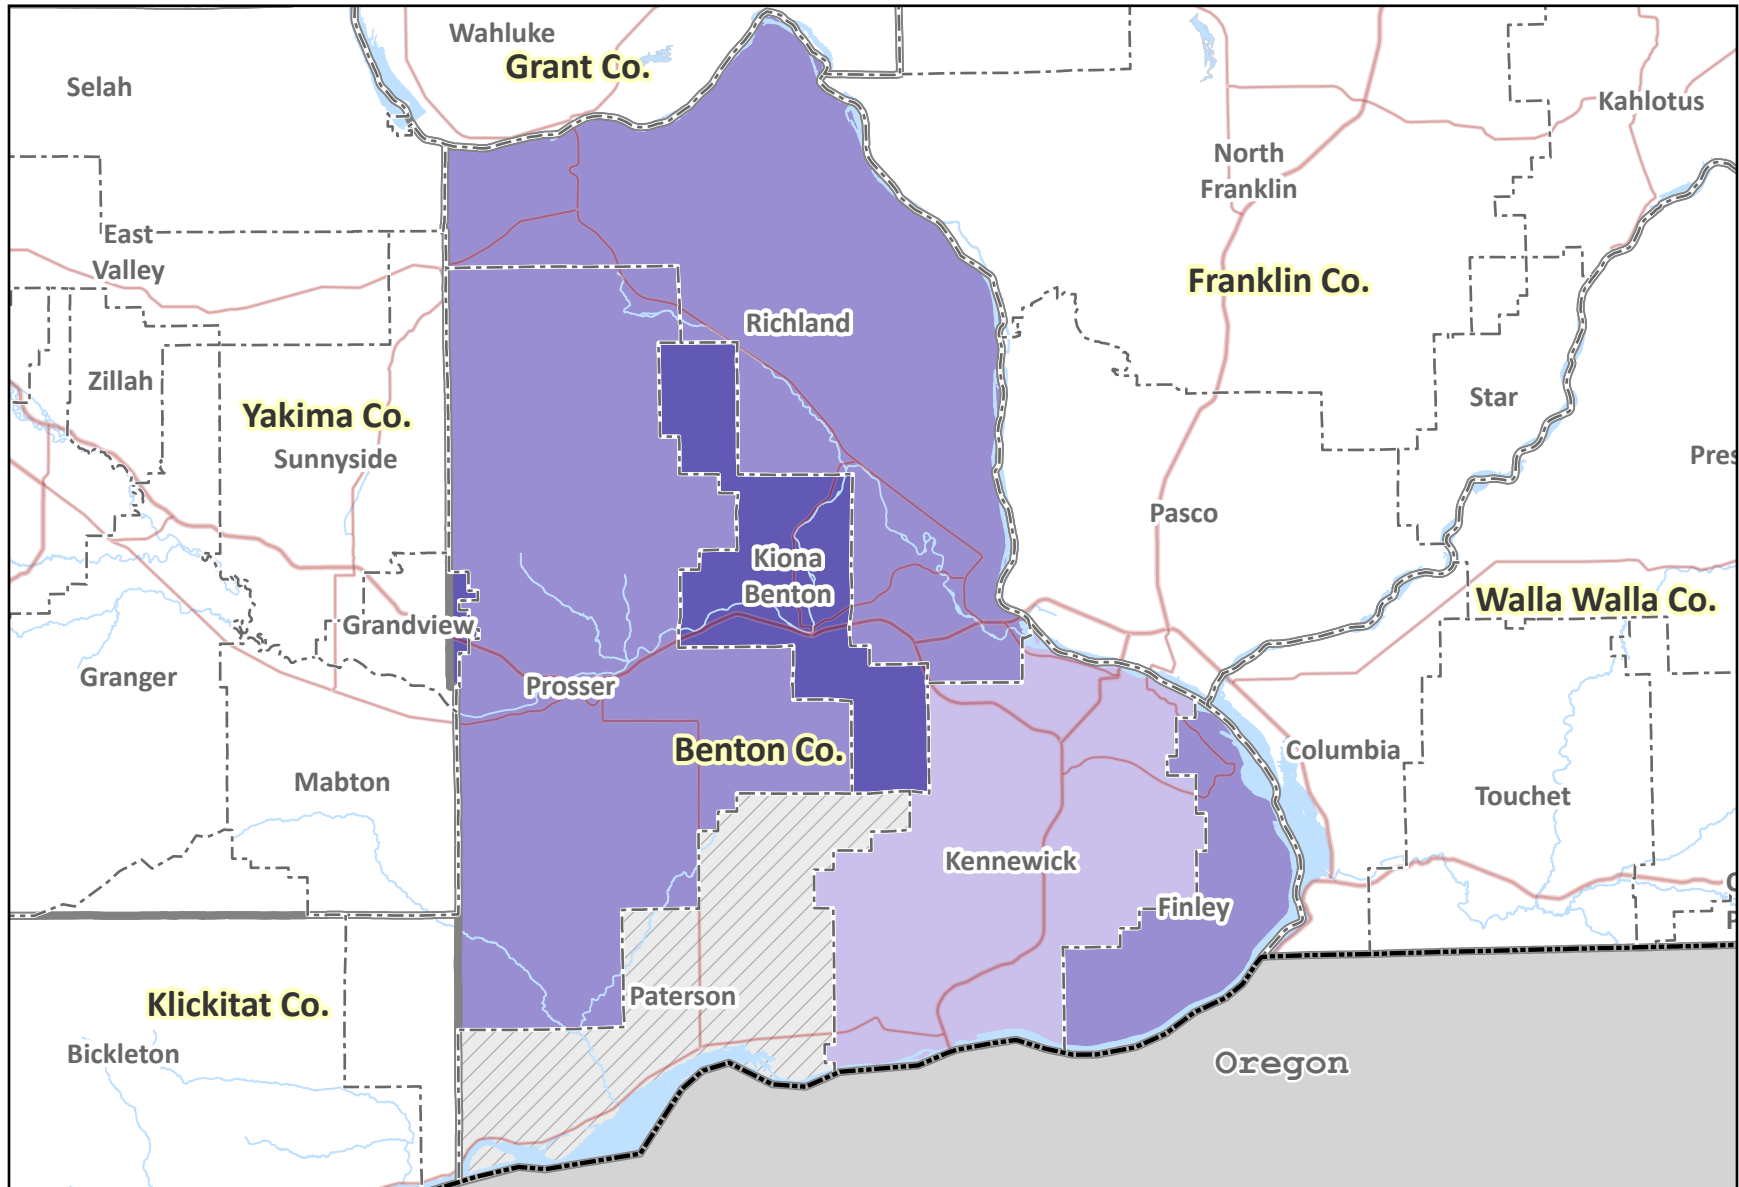 Wahluke
Grant Co.
Selah
Kahlotus
North
Franklin
East
Valley
Franklin Co.
Richland
Zillah
Star
Yakima Co.
Sunnyside
Pres
Pasco
Kiona
Benton
Walla Walla Co.
Grandview
Granger
Prosser
Benton Co.
Columbia
Mabton
Touchet
Kennewick
Finley
Paterson
Klickitat Co.
Bickleton
Oregon